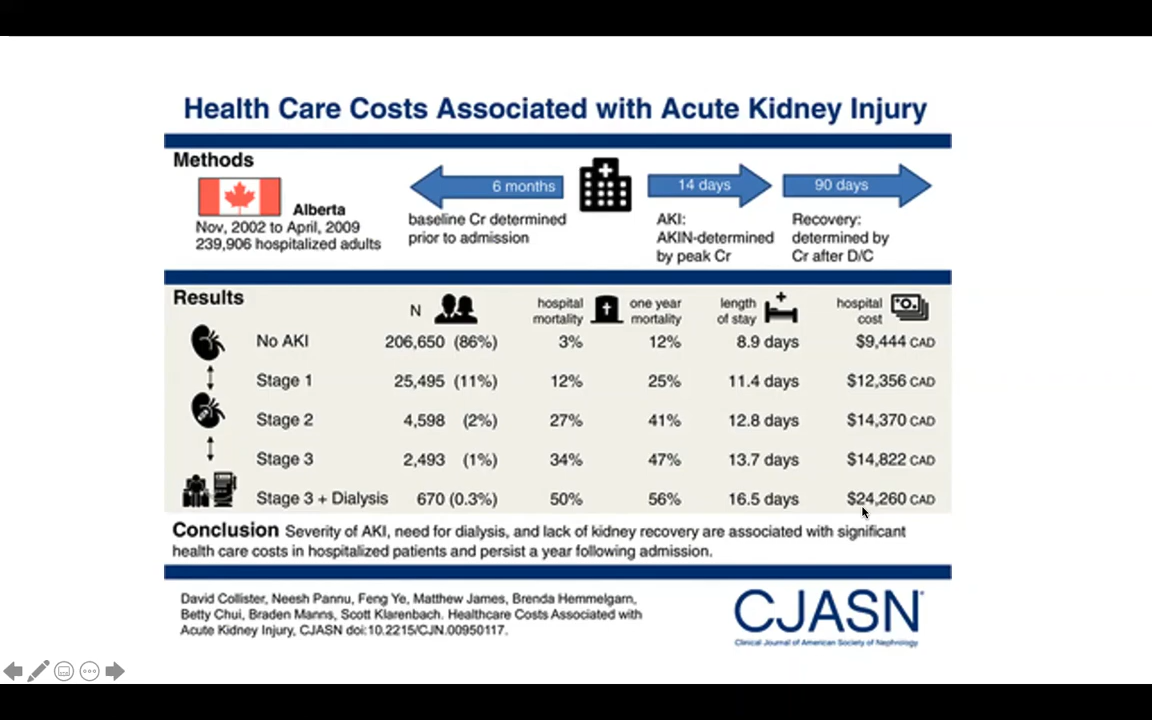 Health Care Costs Associated with Acute Kidney Injury
Methods
Alberta
Nov, 2002 to April, 2009
239,906 hospitalized adults
6 months
baseline Cr determined
prior to admission
14 days
AKI:
AKIN-determined
by peak Cr
90 days
Recovery:
determined by
Cr after D/C
Results
N
hospital
mortality
one year
mortality
length
of stay
hospital
cost
No AKI 206,650 (86%) 3% 12% 8.9 days $9,444 CAD
Stage 1 25,495 (11%) 12% 25% 11.4 days $12,356 CAD
Stage 2 4,598 (2%) 27% 41% 12.8 days $14,370 CAD
Stage 3 2,493 (1%) 34% 47% 13.7 days $14,822 CAD
Stage 3 + Dialysis 670 (0.3%) 50% 56% 16.5 days $24,260 CAD
Conclusion Severity of AKI, need for dialysis, and lack of kidney recovery are associated with significant
health care costs in hospitalized patients and persist a year following admission.
David Collister, Neesh Pannu, Feng Ye, Matthew James, Brenda Hemmelgarn,
Betty Chui, Braden Manns, Scott Klarenbach. Healthcare Costs Associated with
Acute Kidney Injury, CJASN doi:10.2215/CJN.00950117.
CJASN
Clinical Journal of American Society of Nephrology